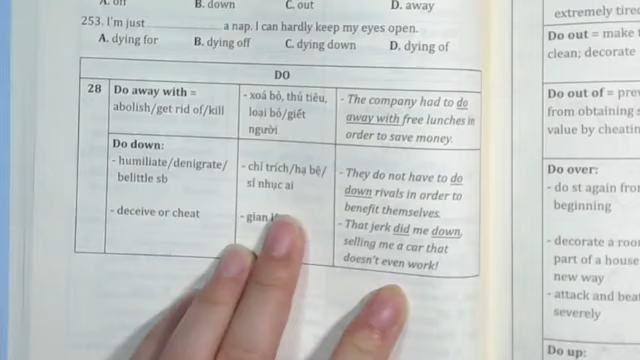 A. off B. down C. out D. away
253. I'm just ______ a nap. I can hardly keep my eyes open.
A. dying for B. dying off C. dying down D. dying of
DO
28 Do away with = - xoá bỏ, thủ tiêu, - The company had to do
abolish/get rid of/kill loại bỏ/giết away with free lunches in
người order to save money.
Do down:
- humiliate/denigrate/ - chỉ trích/hạ bệ/ - They do not have to do
belittle sb sỉ nhục ai down rivals in order to
benefit themselves.
- deceive or cheat - gian - That jerk did me down,
selling me a car that
doesn't even work!
extremely tired
Do out = make
clean; decorate
Do out of =
from obtaining
value by cheating
Do over:
- do st again from
beginning
- decorate a room
part of a house
new way
- attack and beat
severely
Do up: